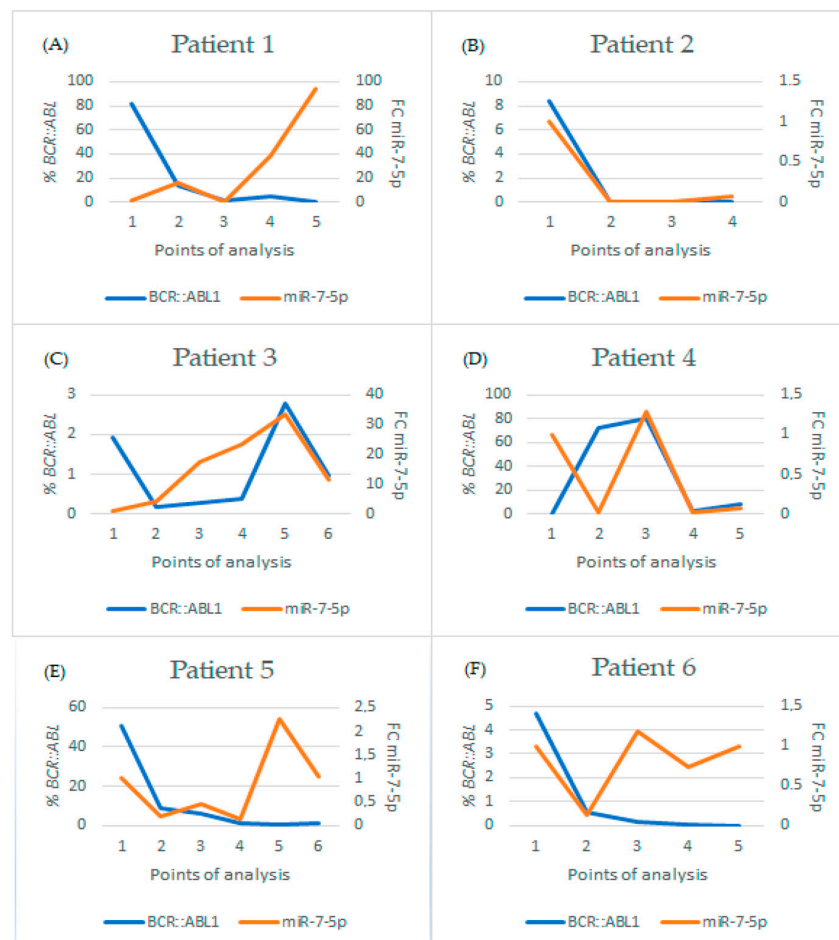 (A) Patient 1
% BCR::ABL
100
80
60
40
20
0
100
80
60
40
20
0
FC miR-7-5p
1 2 3 4 5
Points of analysis
BCR::ABL1 miR-7-5p
(B) Patient 2
% BCR::ABL
10
8
6
4
2
0
1.5
1
0.5
0
FC miR-7-5p
1 2 3 4
Points of analysis
BCR::ABL1 miR-7-5p
(C) Patient 3
% BCR::ABL
3
2
1
0
40
30
20
10
0
FC miR-7-5p
1 2 3 4 5 6
Points of analysis
BCR::ABL1 miR-7-5p
(D) Patient 4
% BCR::ABL
100
80
60
40
20
0
1.5
1
0.5
0
FC miR-7-5p
1 2 3 4 5
Points of analysis
BCR::ABL1 miR-7-5p
(E) Patient 5
% BCR::ABL
60
40
20
0
2,5
2
1,5
1
0,5
0
FC miR-7-5p
1 2 3 4 5 6
Points of analysis
BCR::ABL1 miR-7-5p
(F) Patient 6
% BCR::ABL
5
4
3
2
1
0
1,5
1
0,5
0
FC miR-7-5p
1 2 3 4 5
Points of analysis
BCR::ABL1 miR-7-5p